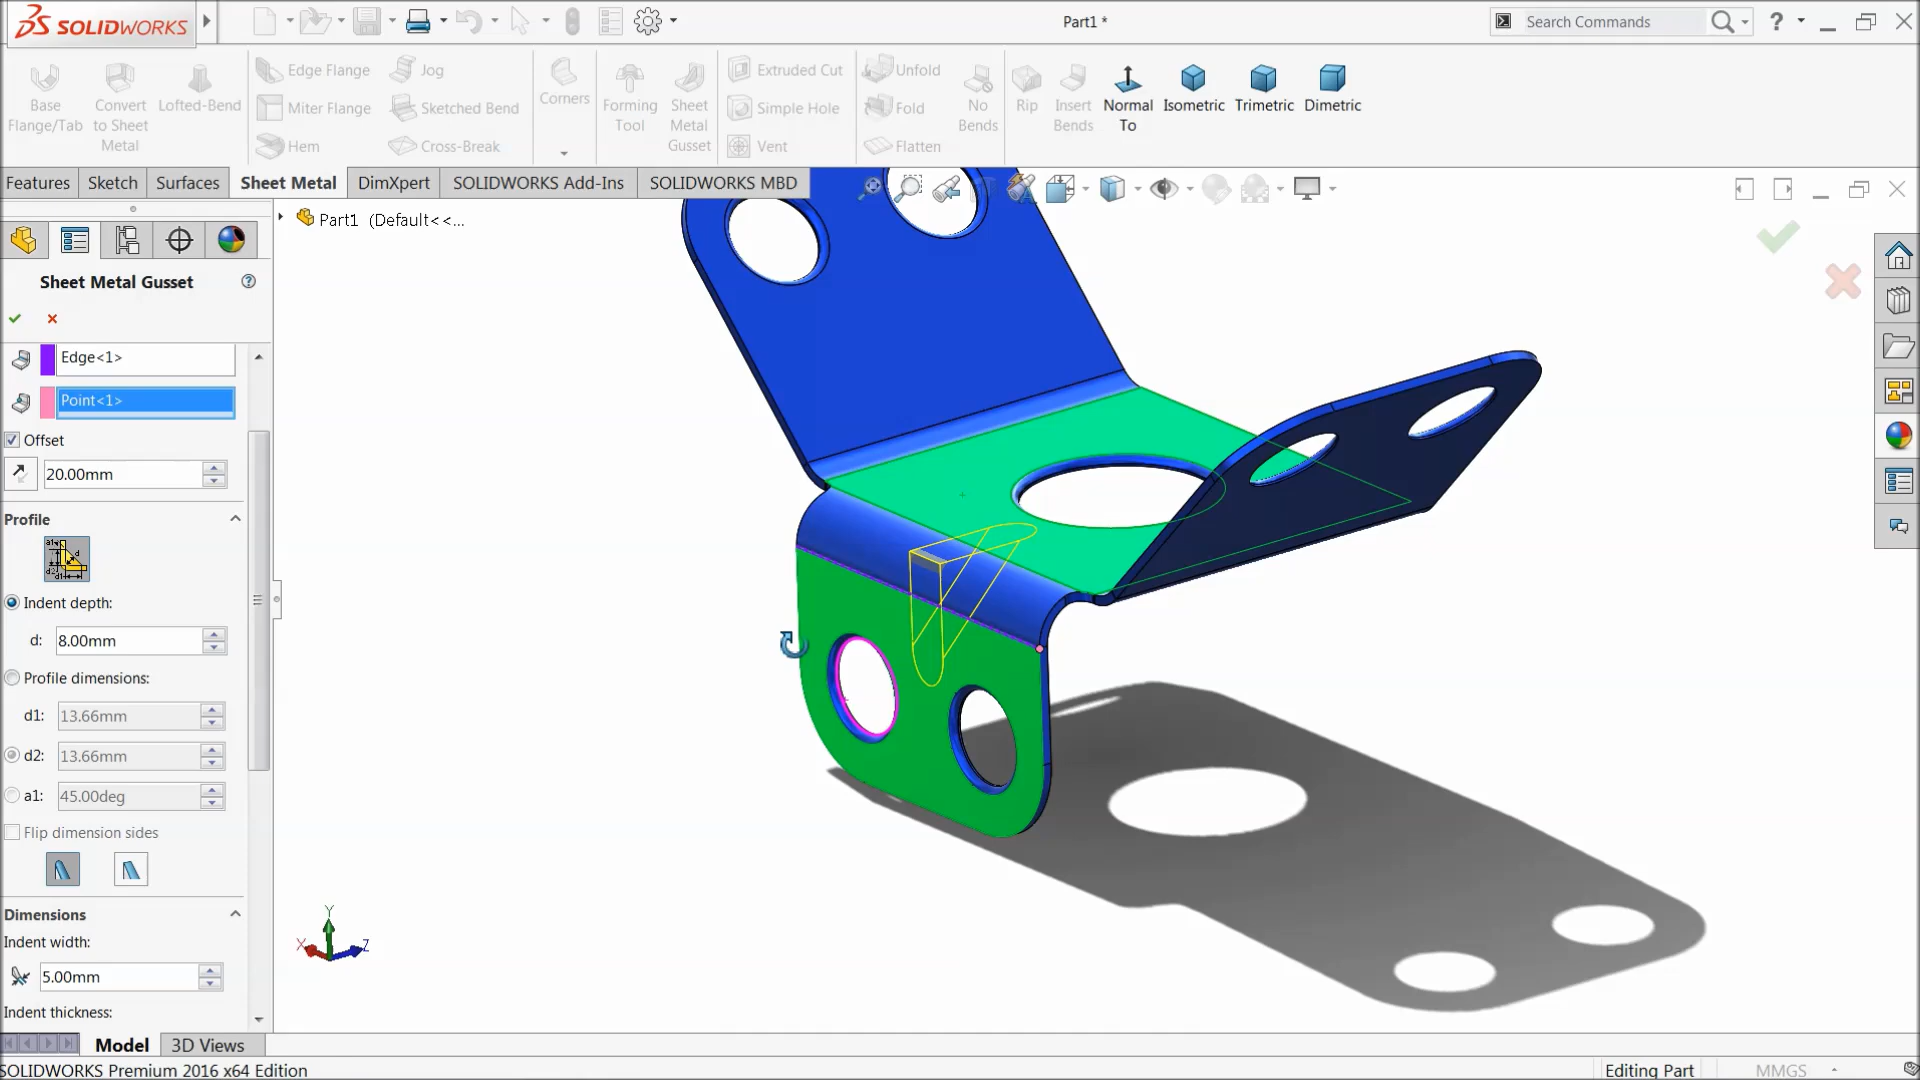 SOLIDWORKS
Part1 *
Search Commands
?
Base Flange/Tab
Convert to Sheet Metal
Lofted-Bend
Edge Flange
Miter Flange
Hem
Jog
Sketched Bend
Cross-Break
Corners
Forming Tool
Sheet Metal Gusset
Extruded Cut
Simple Hole
Vent
Unfold
Fold
Flatten
No Bends
Rip
Insert Bends
Normal To
Isometric
Trimetric
Dimetric
Features
Sketch
Surfaces
Sheet Metal
DimXpert
SOLIDWORKS Add-Ins
SOLIDWORKS MBD
Part1 (Default<<...
Sheet Metal Gusset
Edge<1>
Point<1>
Offset
20.00mm
Profile
Indent depth:
d: 8.00mm
Profile dimensions:
d1: 13.66mm
d2: 13.66mm
a1: 45.00deg
Flip dimension sides
Dimensions
Indent width:
5.00mm
Indent thickness:
Y
X
Z
Model
3D Views
SOLIDWORKS Premium 2016 x64 Edition
Editing Part
MMGS